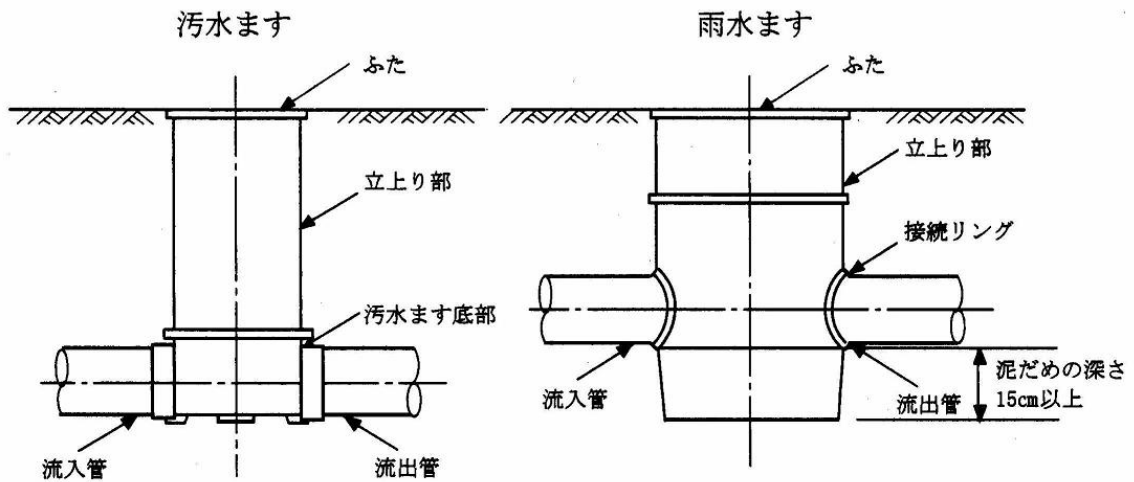 汚水ます
ふた
立上り部
汚水ます底部
流入管
流出管
雨水ます
ふた
立上り部
接続リング
流入管
流出管
泥だめの深さ
15cm以上